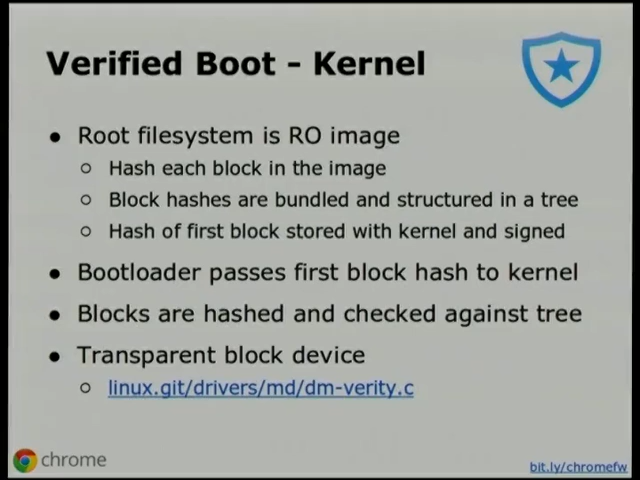 Verified Boot - Kernel
● Root filesystem is RO image
○ Hash each block in the image
○ Block hashes are bundled and structured in a tree
○ Hash of first block stored with kernel and signed
● Bootloader passes first block hash to kernel
● Blocks are hashed and checked against tree
● Transparent block device
○ linux.git/drivers/md/dm-verity.c
chrome
bit.ly/chromefw